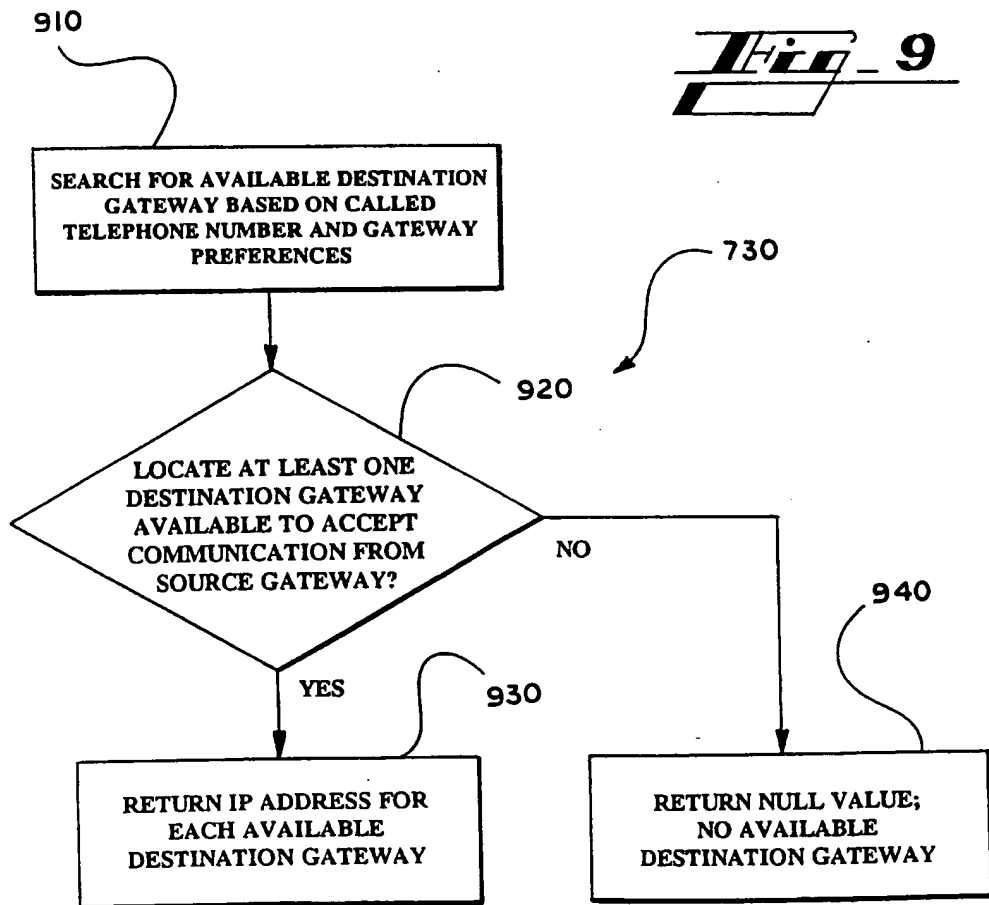 910
Fig_ 9
SEARCH FOR AVAILABLE DESTINATION
GATEWAY BASED ON CALLED
TELEPHONE NUMBER AND GATEWAY
PREFERENCES
730
920
LOCATE AT LEAST ONE
DESTINATION GATEWAY
AVAILABLE TO ACCEPT
COMMUNICATION FROM
SOURCE GATEWAY?
NO
940
YES
930
RETURN IP ADDRESS FOR
EACH AVAILABLE
DESTINATION GATEWAY
RETURN NULL VALUE;
NO AVAILABLE
DESTINATION GATEWAY